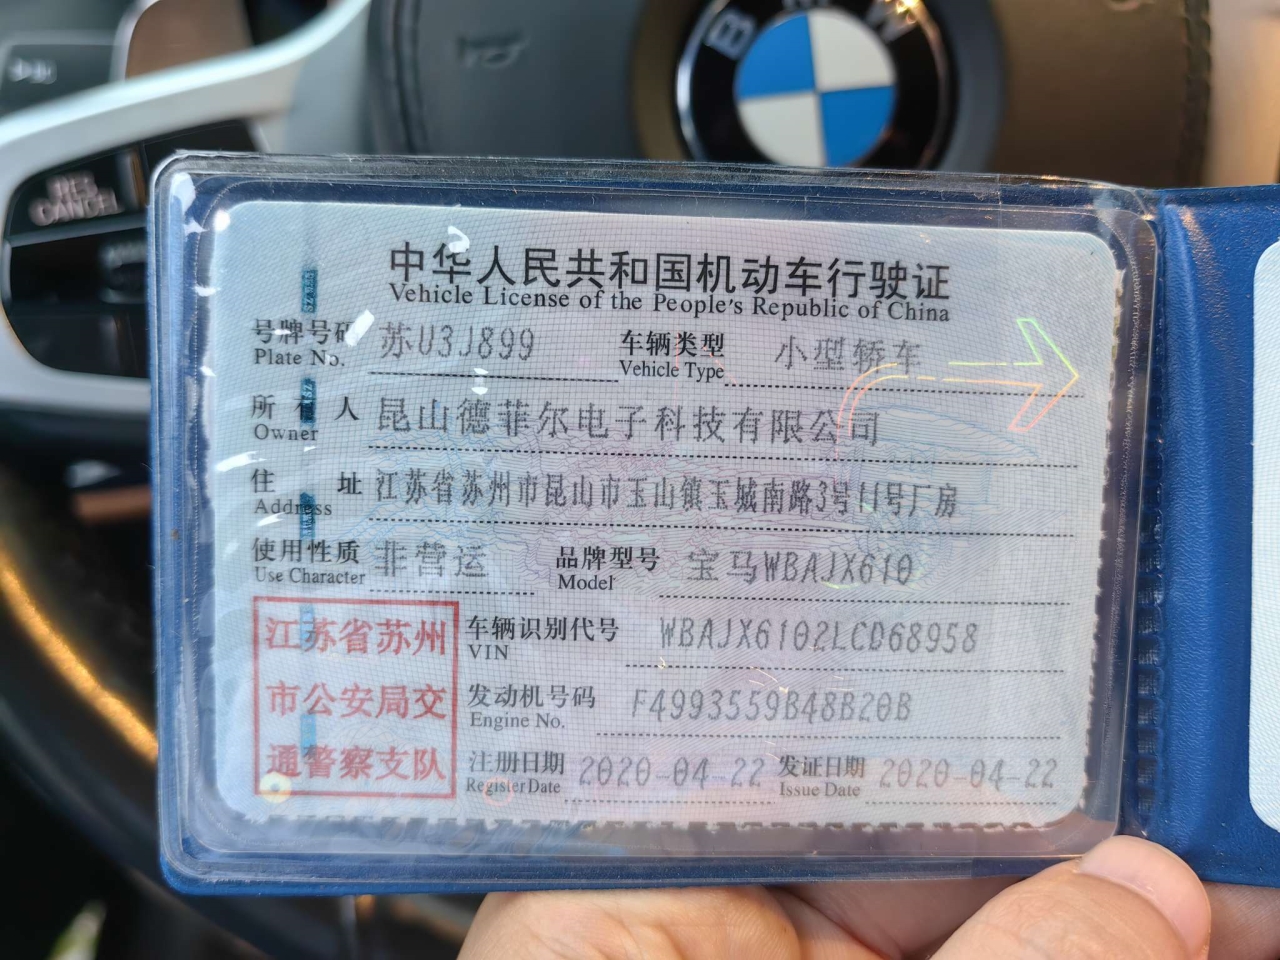 BMW
RES
CANCEL
中华人民共和国机动车行驶证
Vehicle License of the People's Republic of China
号牌号码 苏U3J899 车辆类型 小型轿车
Plate No. Vehicle Type
所有人 昆山德菲尔电子科技有限公司
Owner
住址 江苏省苏州市昆山市玉山镇玉城南路3号11号厂房
Address
使用性质 非营运 品牌型号 宝马WBAJX610
Use Character Model
江苏省苏州 车辆识别代号 WBAJX6102LCD68958
VIN
市公安局交 发动机号码 F4993559B48B20B
Engine No.
通警察支队 注册日期 2020-04-22 发证日期 2020-04-22
Register Date Issue Date